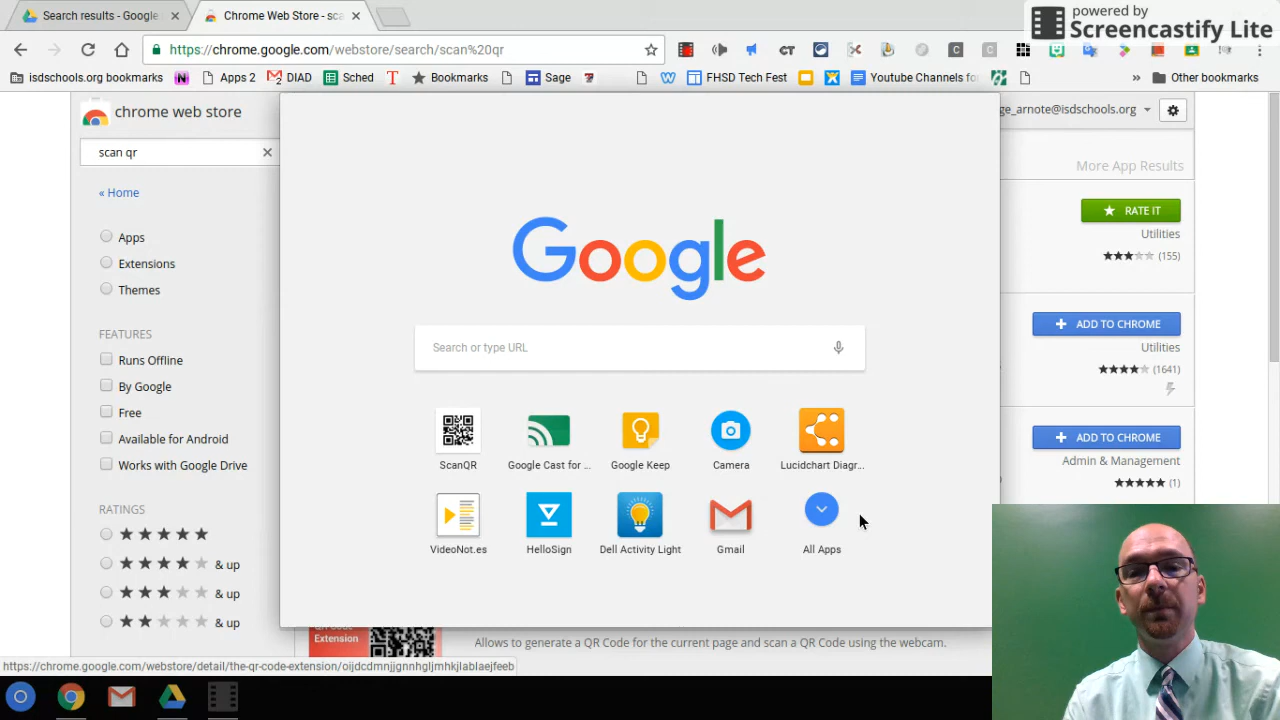 Search results - Google
Chrome Web Store - sca
powered by
Screencastify Lite
https://chrome.google.com/webstore/search/scan%20qr
isdschools.org bookmarks
Apps 2
DIAD
Sched
Bookmarks
Sage
FHSD Tech Fest
Youtube Channels fo
»
Other bookmarks
chrome web store
ge_arnote@isdschools.org
scan qr
More App Results
« Home
RATE IT
Apps
Utilities
Google
Extensions
(155)
Themes
ADD TO CHROME
FEATURES
Utilities
Search or type URL
Runs Offline
(1641)
By Google
Free
ADD TO CHROME
Available for Android
Admin & Management
Works with Google Drive
ScanQR
Google Cast for ...
Google Keep
Camera
Lucidchart Diagr...
(1)
RATINGS
VideoNot.es
HelloSign
Dell Activity Light
Gmail
All Apps
& up
& up
& up
QR Code
Extension
Allows to generate a QR Code for the current page and scan a QR Code using the webcam.
https://chrome.google.com/webstore/detail/the-qr-code-extension/oijdcdmnjjgnnhgljmhkjlablaejfeeb